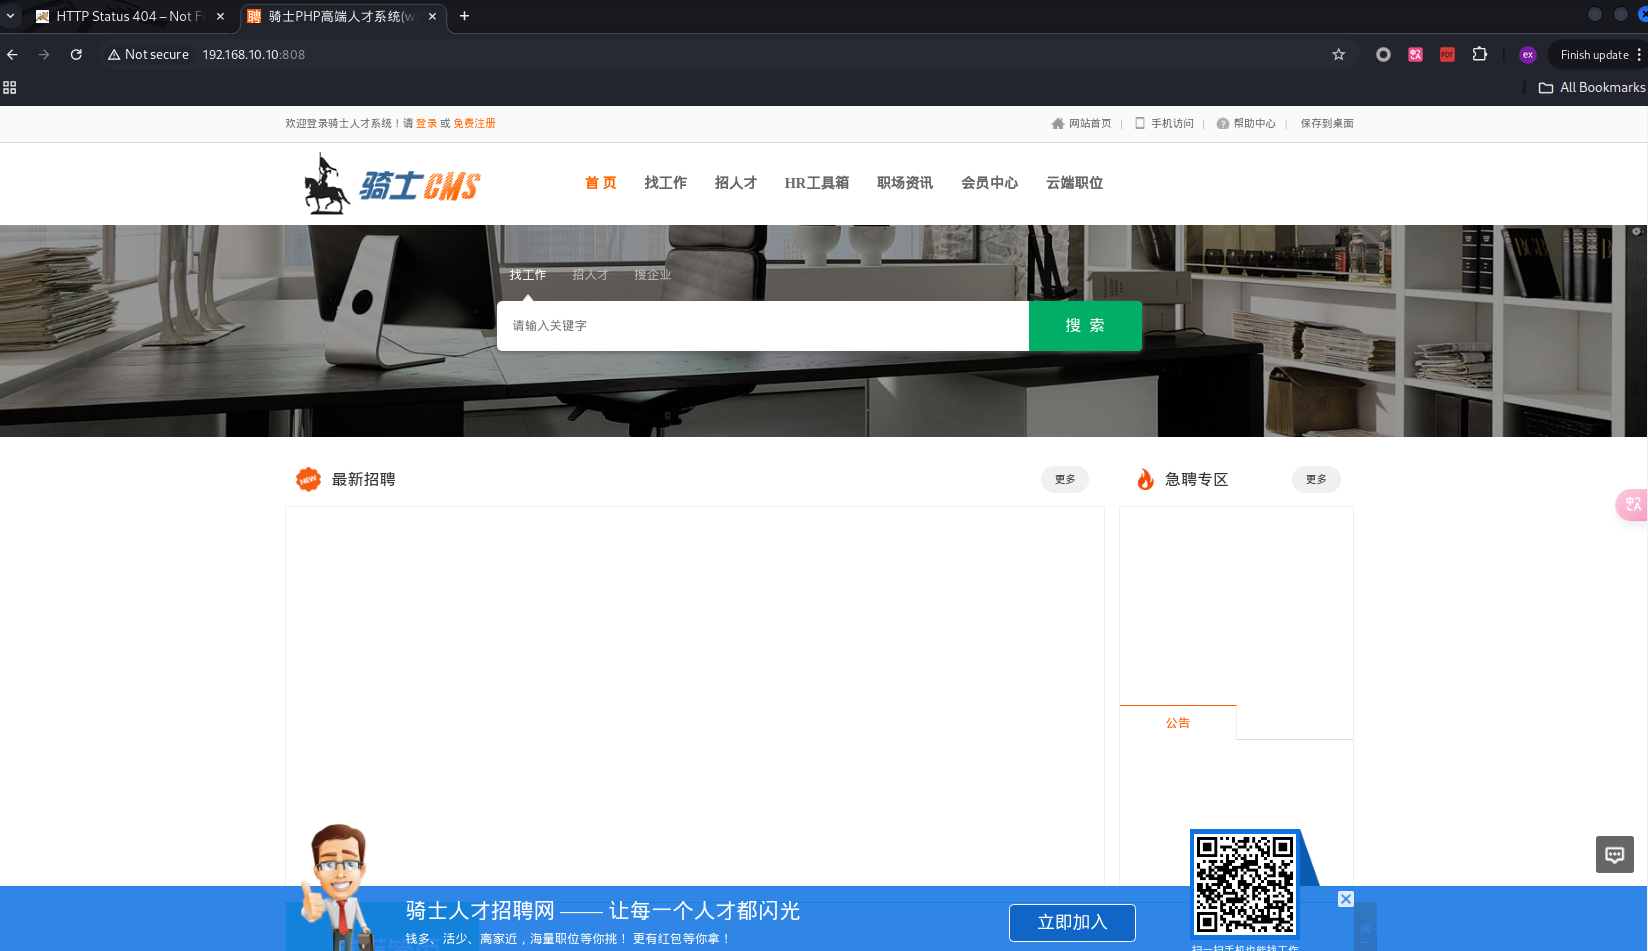 HTTP Status 404 – Not F
骑士PHP高端人才系统(w
Not secure 192.168.10.10:808
Finish update
All Bookmarks
欢迎登录骑士人才系统！请 登录 或 免费注册
网站首页 | 手机访问 | 帮助中心 | 保存到桌面
骑士CMS
首 页 找工作 招人才 HR工具箱 职场资讯 会员中心 云端职位
找工作 招人才 搜企业
请输入关键字
搜 索
NEW 最新招聘 更多
急聘专区 更多
公告
骑士人才招聘网 —— 让每一个人才都闪光
立即加入
钱多、活少、离家近，海量职位等你挑！ 更有红包等你拿！
扫一扫手机也能找工作